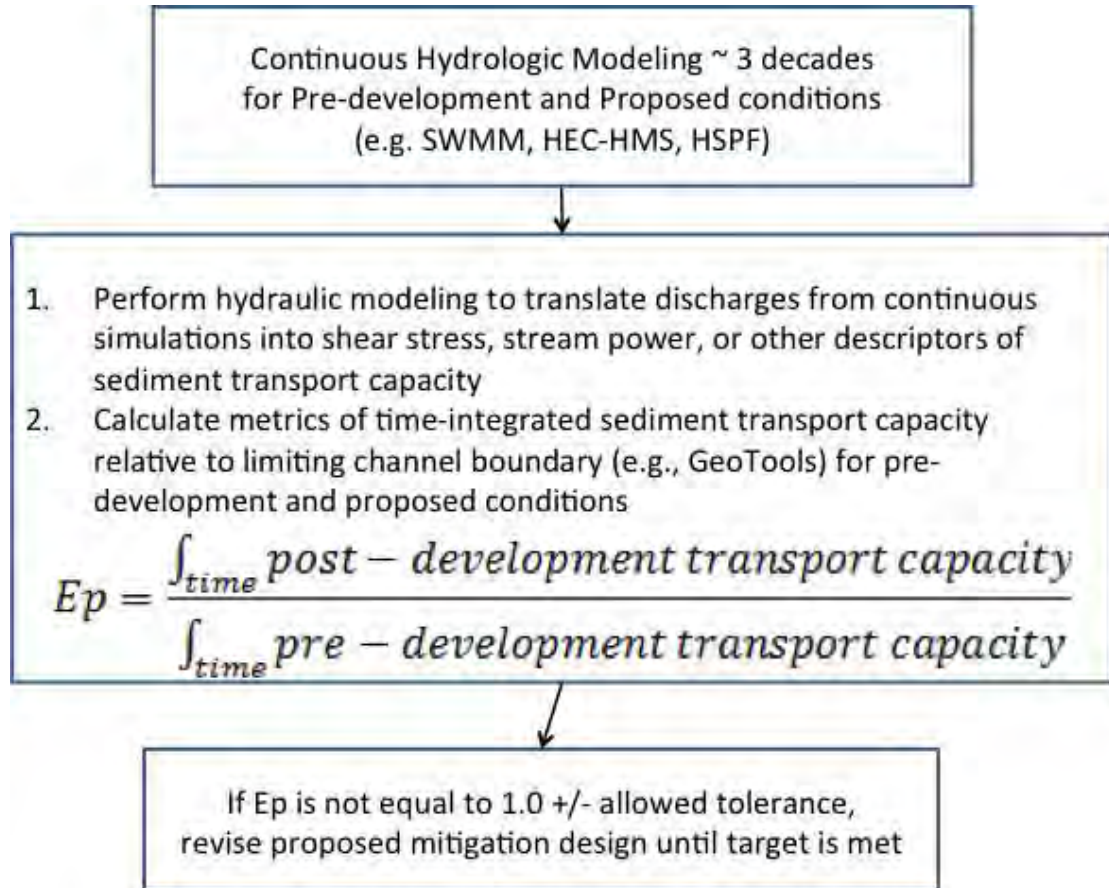 Continuous Hydrologic Modeling ~ 3 decades
for Pre-development and Proposed conditions
(e.g. SWMM, HEC-HMS, HSPF)
1. Perform hydraulic modeling to translate discharges from continuous
simulations into shear stress, stream power, or other descriptors of
sediment transport capacity
2. Calculate metrics of time-integrated sediment transport capacity
relative to limiting channel boundary (e.g., GeoTools) for pre-
development and proposed conditions
Ep = ∫time post − development transport capacity
∫time pre − development transport capacity
If Ep is not equal to 1.0 +/- allowed tolerance,
revise proposed mitigation design until target is met